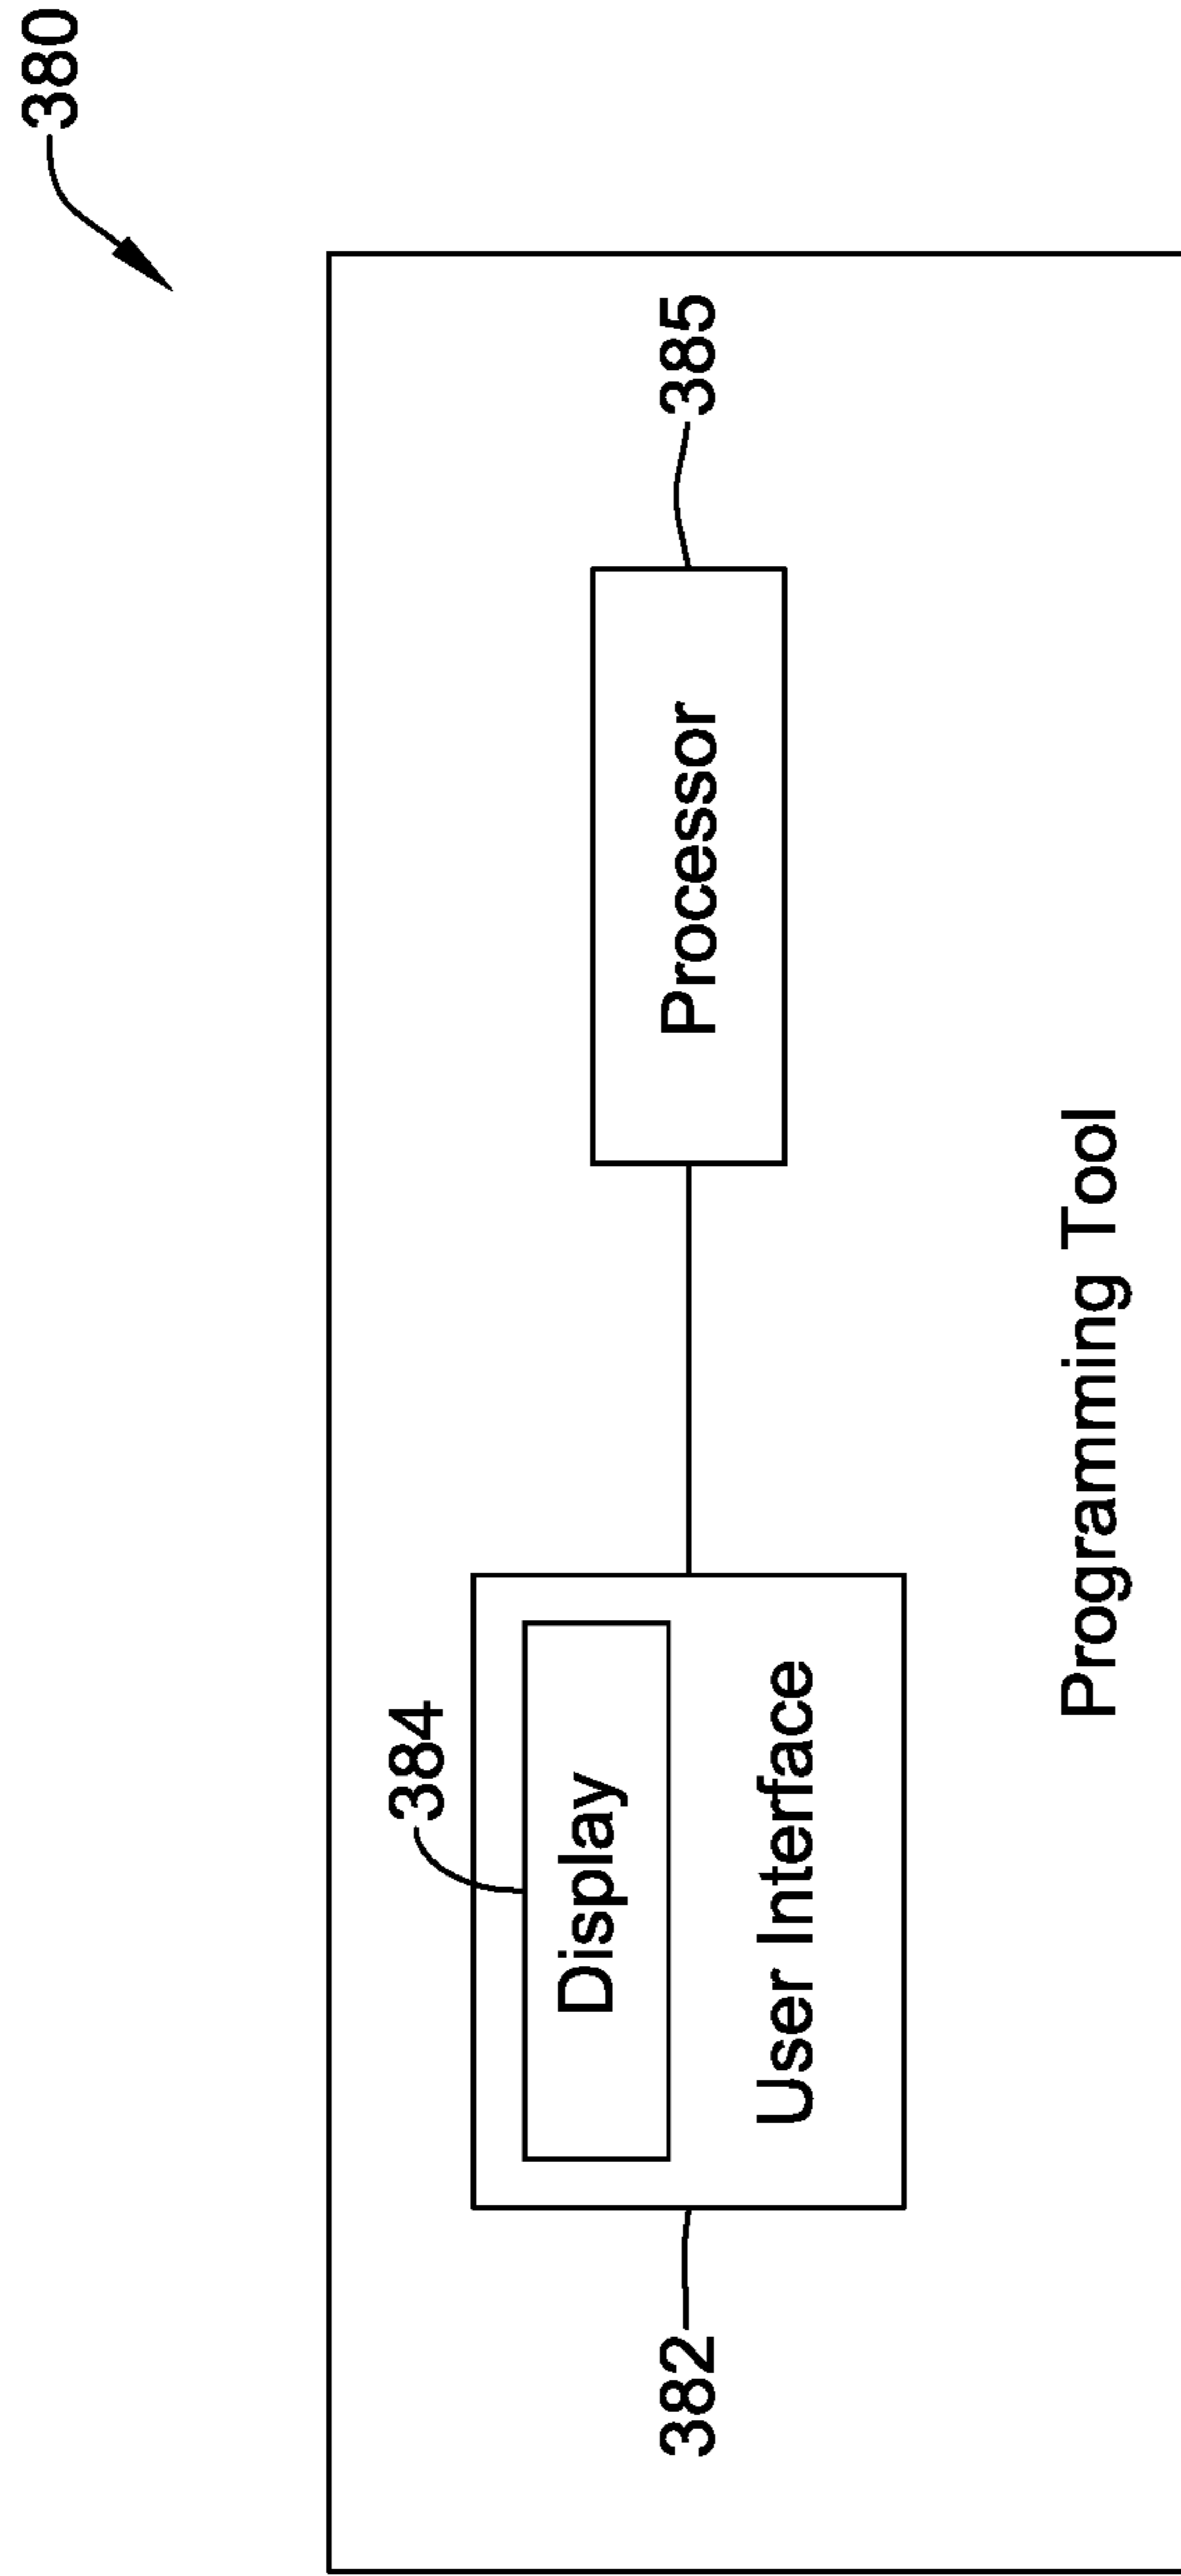 380
384
Display
User Interface
382
Processor
385
Programming Tool